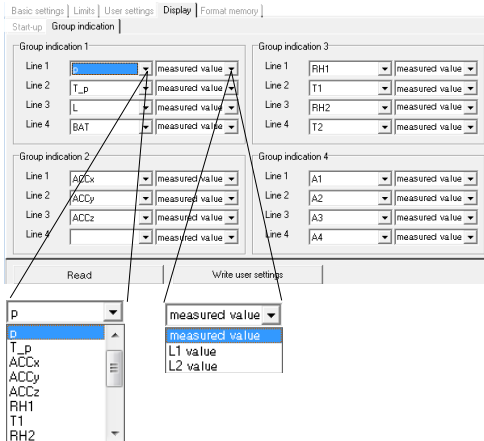 Basic settings | Limits | User settings Display Format memory
Start-up Group indication
Group indication 1
Line 1 p measured value
Line 2 T_p measured value
Line 3 L measured value
Line 4 BAT measured value
Group indication 3
Line 1 RH1 measured value
Line 2 T1 measured value
Line 3 RH2 measured value
Line 4 T2 measured value
Group indication 2
Line 1 ACCx measured value
Line 2 ACCy measured value
Line 3 ACCz measured value
Line 4 measured value
Group indication 4
Line 1 A1 measured value
Line 2 A2 measured value
Line 3 A3 measured value
Line 4 A4 measured value
Read Write user settings
p
p
T_p
ACCx
ACCy
ACCz
RH1
T1
RH2
measured value
measured value
L1 value
L2 value